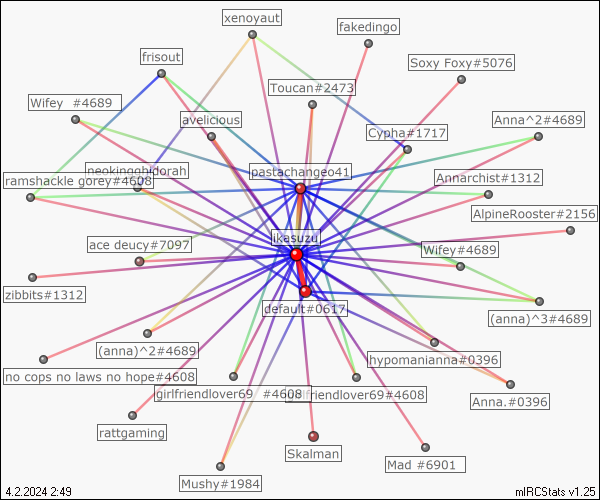 xenoyaut
fakedingo
frisout
Soxy Foxy#5076
Toucan#2473
Wifey  #4689
avelicious
Anna^2#4689
Cypha#1717
neokingghidorah
pastachangeo41
ramshackle gorey#4608
Annarchist#1312
AlpineRooster#2156
ikasuzu
ace deucy#7097
Wifey#4689
zibbits#1312
default#0617
(anna)^3#4689
(anna)^2#4689
hypomanianna#0396
no cops no laws no hope#4608
girlfriendlover69  #4608
girlfriendlover69#4608
Anna.#0396
rattgaming
Skalman
Mad #6901
Mushy#1984
4.2.2024 2:49
mIRCStats v1.25